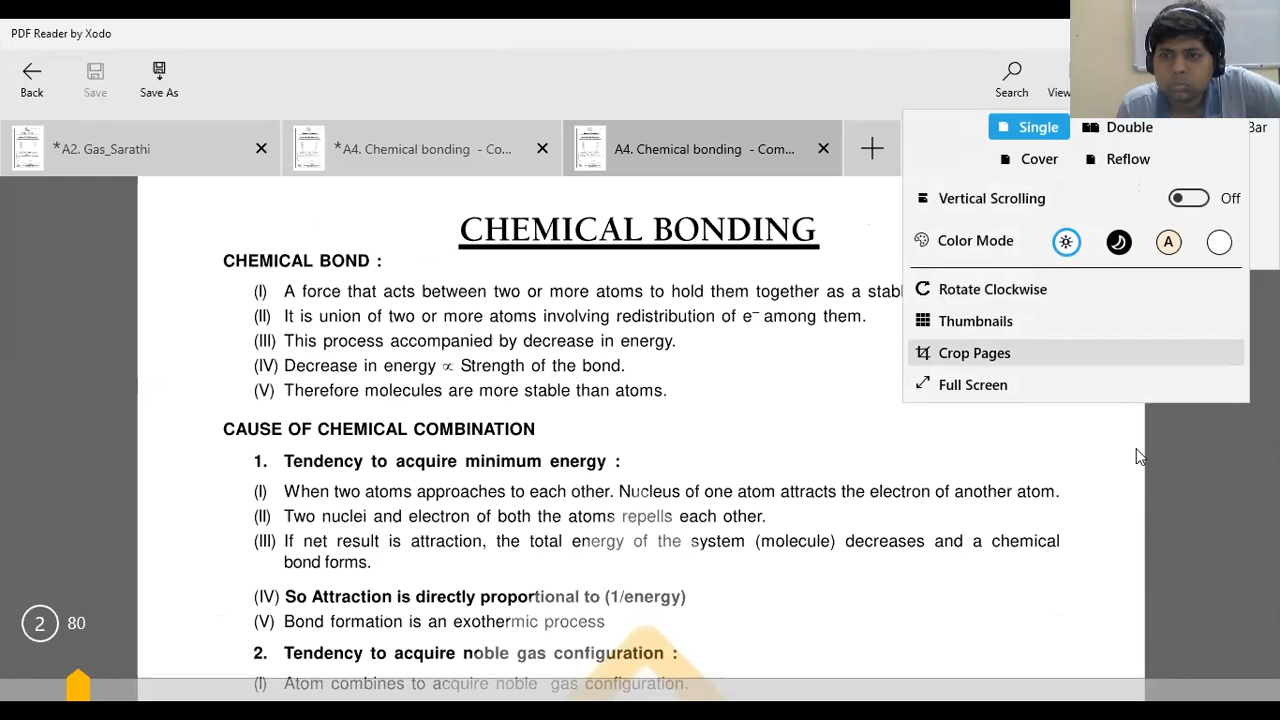 PDF Reader by Xodo
Back
Save
Save As
Search
View
*A2. Gas_Sarathi
*A4. Chemical bonding - Co...
A4. Chemical bonding - Com...
Single
Double
Bar
Cover
Reflow
Vertical Scrolling
Off
Color Mode
A
Rotate Clockwise
Thumbnails
Crop Pages
Full Screen
CHEMICAL BONDING
CHEMICAL BOND :
(I) A force that acts between two or more atoms to hold them together as a stabl
(II) It is union of two or more atoms involving redistribution of e⁻ among them.
(III) This process accompanied by decrease in energy.
(IV) Decrease in energy ∝ Strength of the bond.
(V) Therefore molecules are more stable than atoms.
CAUSE OF CHEMICAL COMBINATION
1. Tendency to acquire minimum energy :
(I) When two atoms approaches to each other. Nucleus of one atom attracts the electron of another atom.
(II) Two nuclei and electron of both the atoms repells each other.
(III) If net result is attraction, the total energy of the system (molecule) decreases and a chemical
bond forms.
(IV) So Attraction is directly proportional to (1/energy)
(V) Bond formation is an exothermic process
2. Tendency to acquire noble gas configuration :
(I) Atom combines to acquire noble gas configuration.
2 80